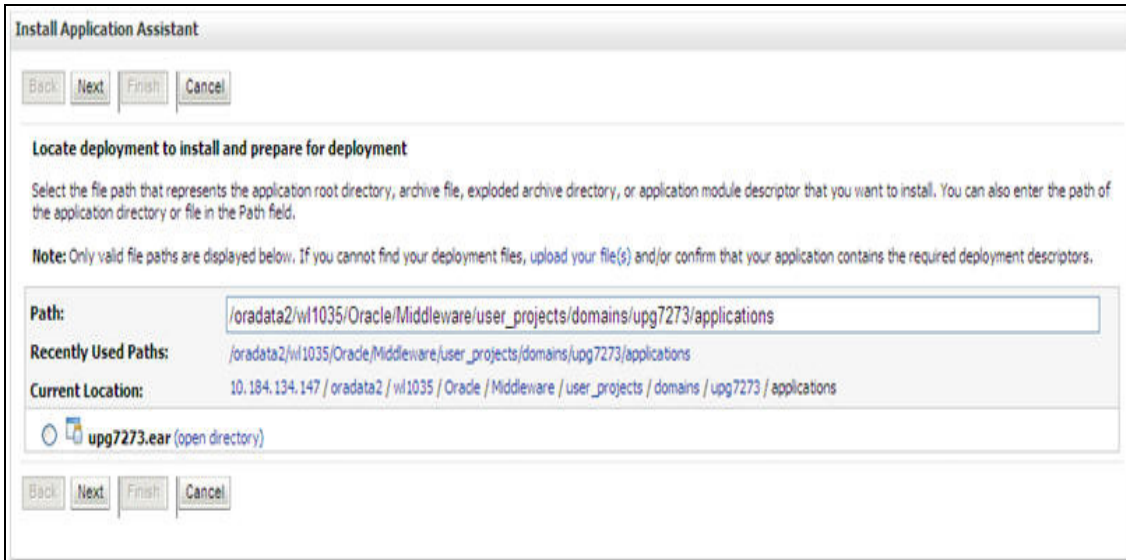 Install Application Assistant
Back Next Finish Cancel
Locate deployment to install and prepare for deployment
Select the file path that represents the application root directory, archive file, exploded archive directory, or application module descriptor that you want to install. You can also enter the path of
the application directory or file in the Path field.
Note: Only valid file paths are displayed below. If you cannot find your deployment files, upload your file(s) and/or confirm that your application contains the required deployment descriptors.
Path: /oradata2/wl1035/Oracle/Middleware/user_projects/domains/upg7273/applications
Recently Used Paths: /oradata2/wl1035/Oracle/Middleware/user_projects/domains/upg7273/applications
Current Location: 10.184.134.147 / oradata2 / wl1035 / Oracle / Middleware / user_projects / domains / upg7273 / applications
upg7273.ear (open directory)
Back Next Finish Cancel